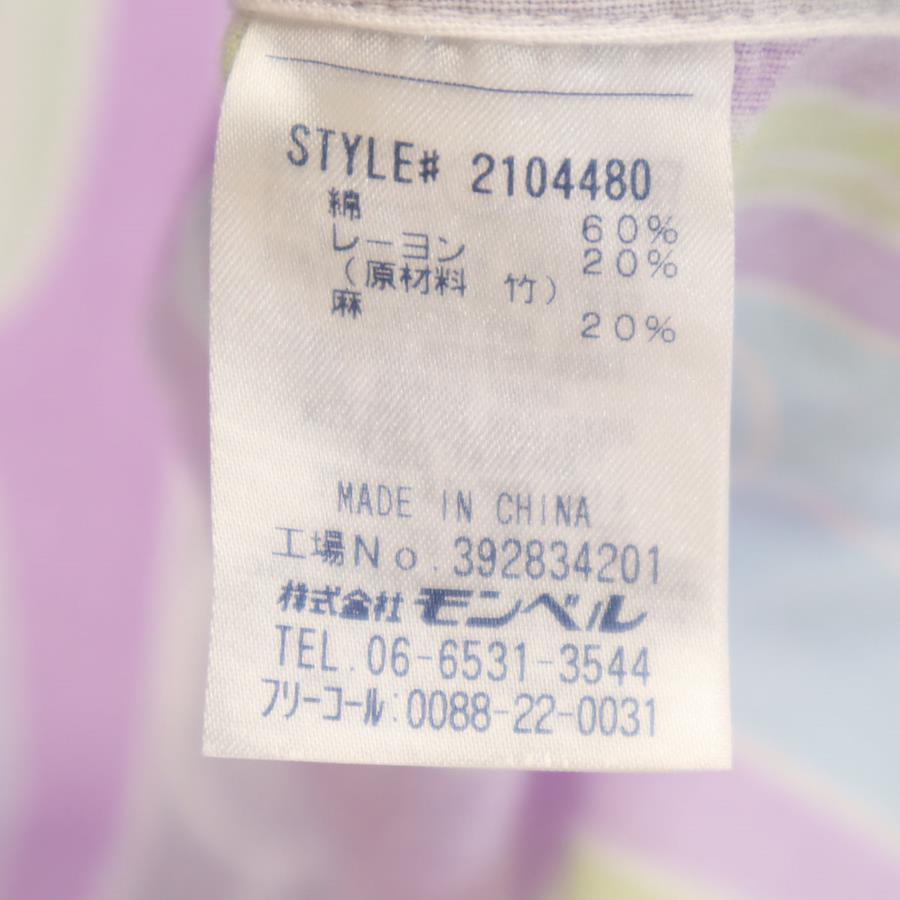 STYLE# 2104480
綿 60%
レーヨン 20%
（原材料 竹）
麻 20%
MADE IN CHINA
工場No.392834201
株式会社 モンベル
TEL.06-6531-3544
フリーコール:0088-22-0031